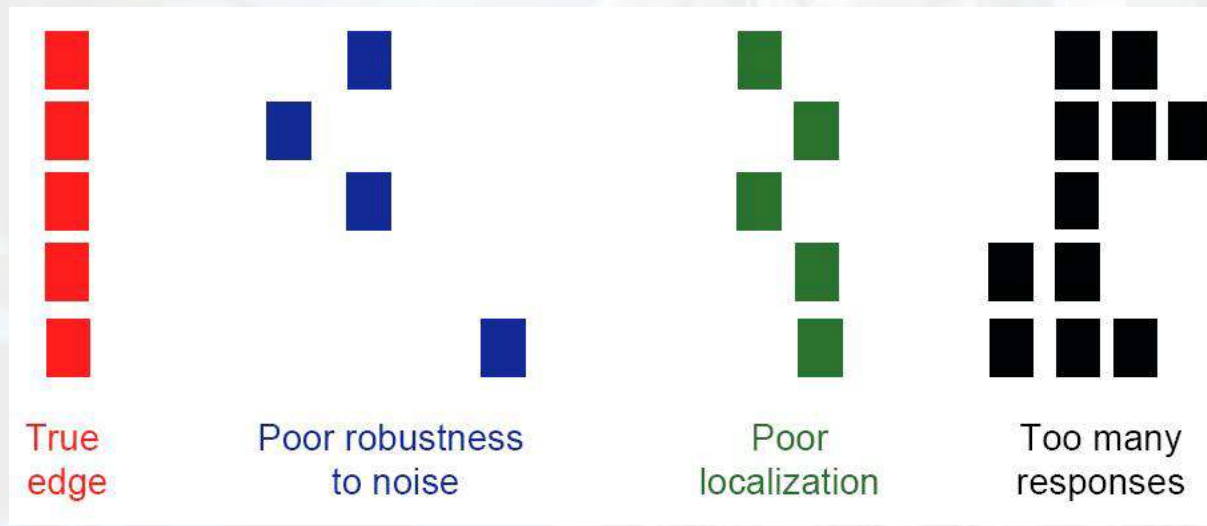 True
edge
Poor robustness
to noise
Poor
localization
Too many
responses